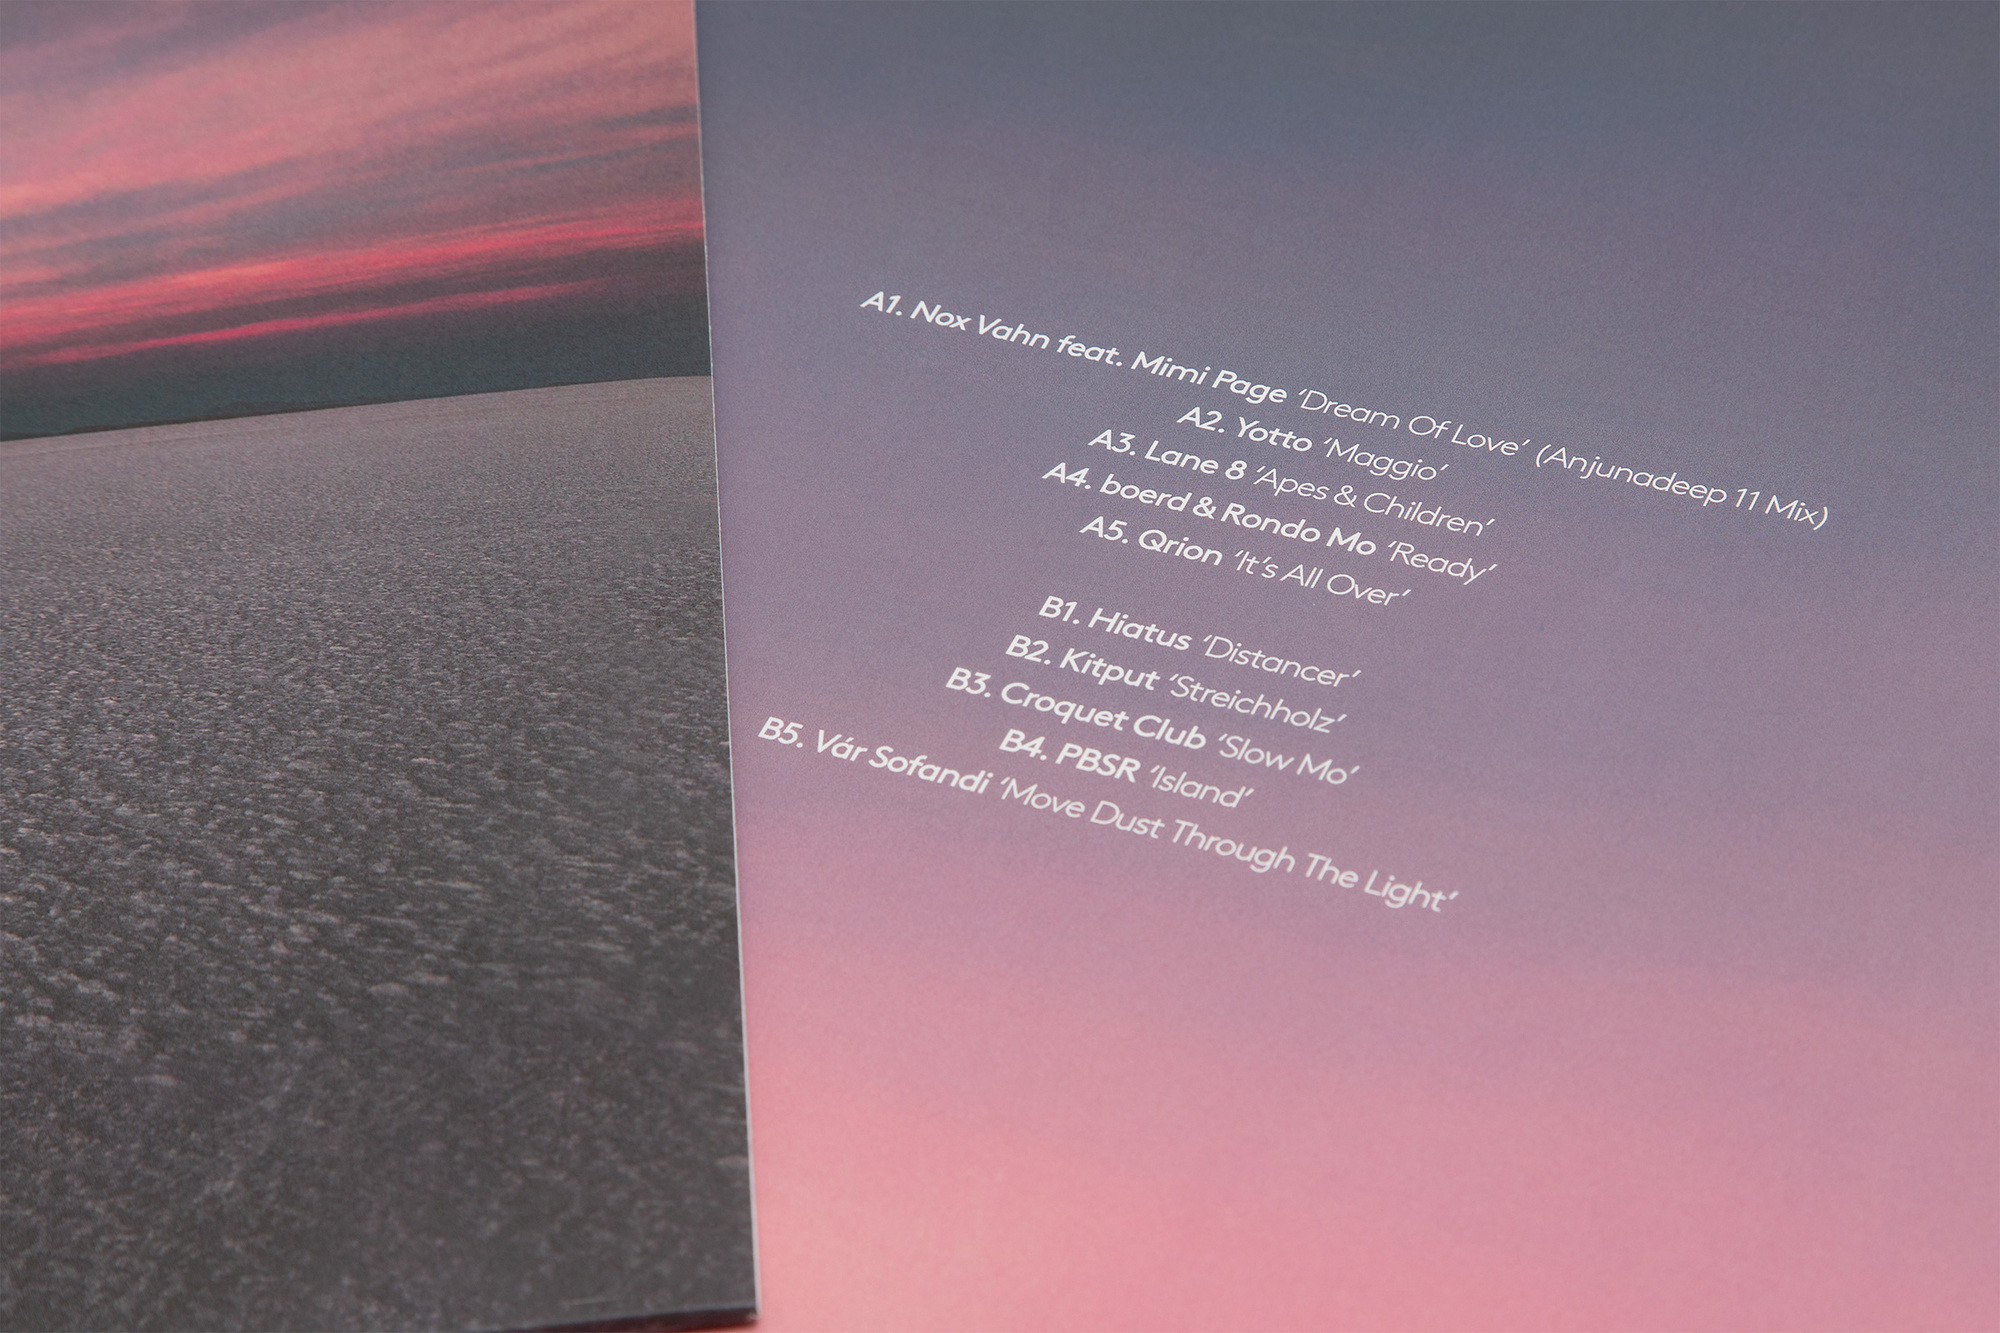 A1. Nox Vahn feat. Mimi Page ‘Dream Of Love’ (Anjunadeep 11 Mix)
A2. Yotto ‘Maggio’
A3. Lane 8 ‘Apes & Children’
A4. boerd & Rondo Mo ‘Ready’
A5. Qrion ‘It’s All Over’
B1. Hiatus ‘Distancer’
B2. Kitput ‘Streichholz’
B3. Croquet Club ‘Slow Mo’
B4. PBSR ‘Island’
B5. Vár Sofandi ‘Move Dust Through The Light’